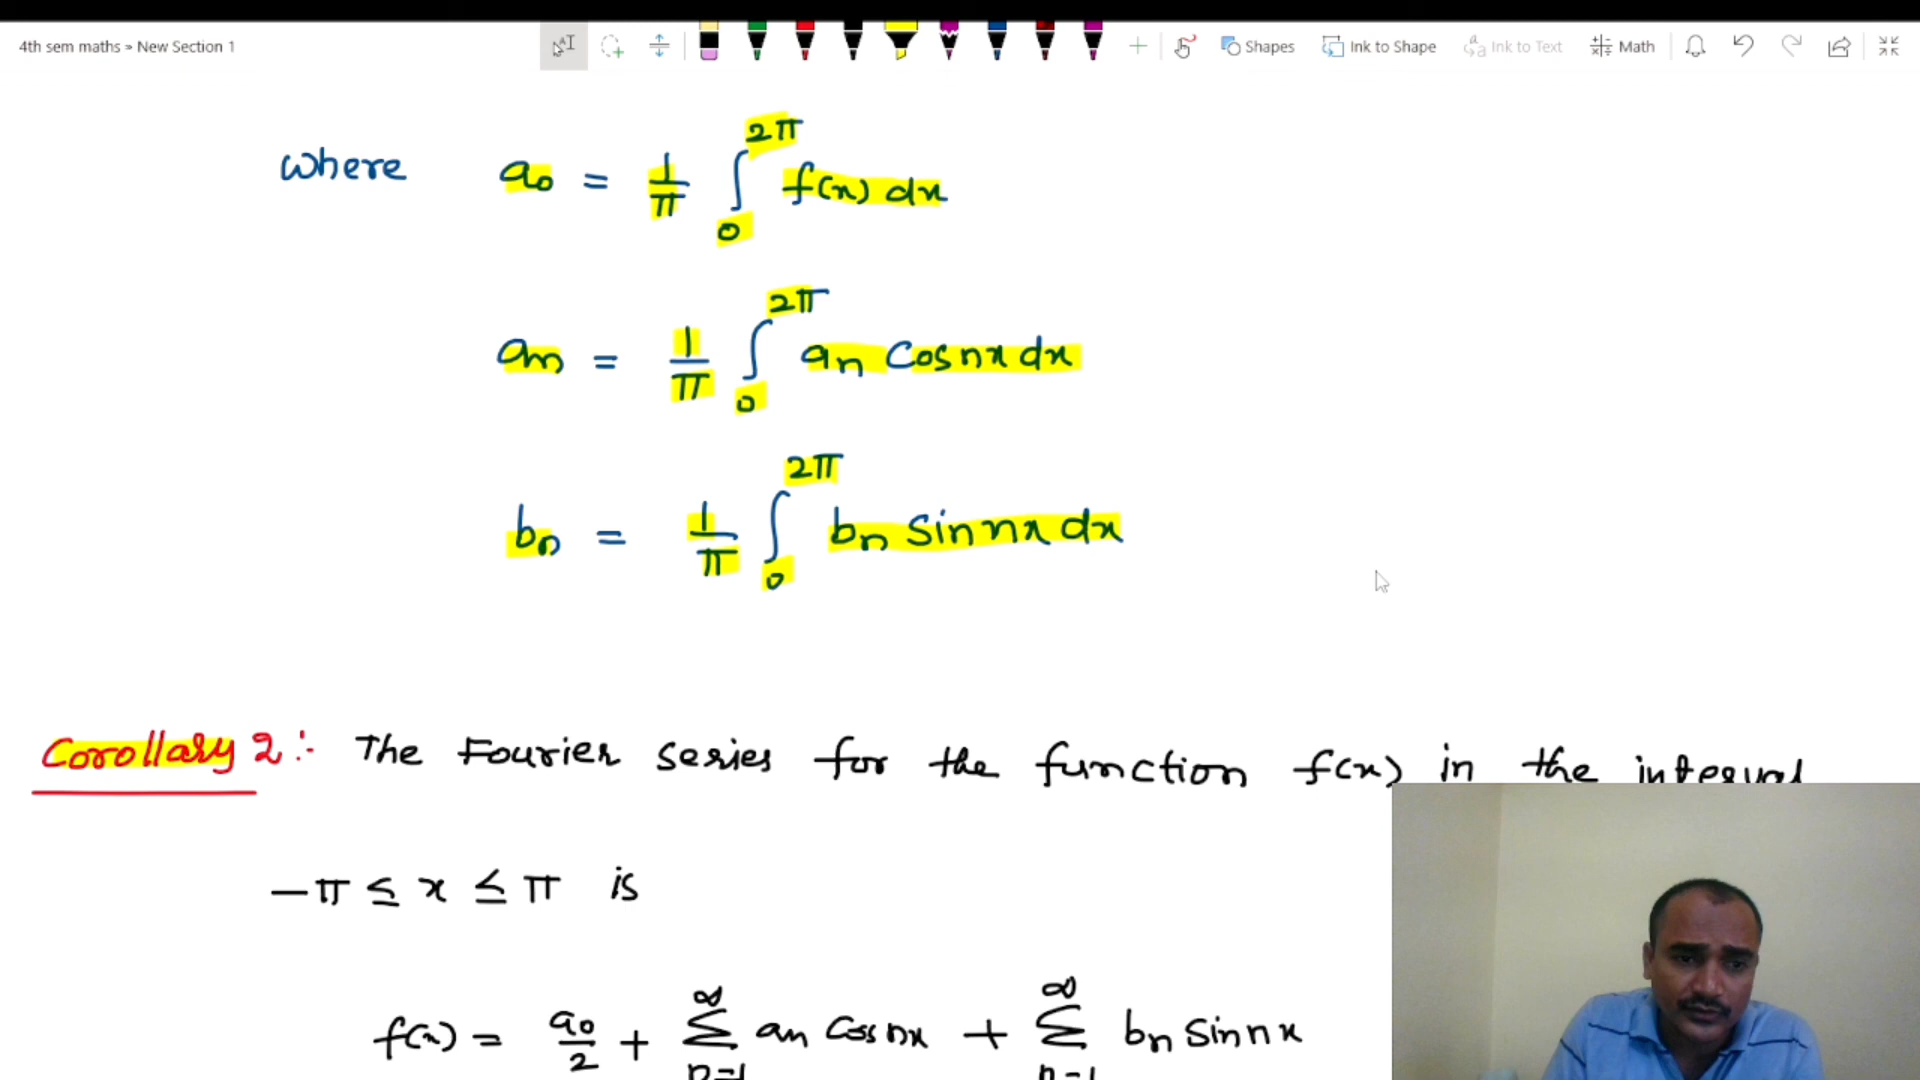 4th sem maths » New Section 1
Shapes
Ink to Shape
Ink to Text
Math
where a₀ = 1/π ∫₀^2π f(x) dx
aₙ = 1/π ∫₀^2π aₙ Cos nx dx
bₙ = 1/π ∫₀^2π bₙ Sin nx dx
Corollary 2:- The Fourier series for the function f(x) in the interval
-π ≤ x ≤ π is
f(x) = a₀/2 + ∑_{n=1}^∞ aₙ Cos nx + ∑_{n=1}^∞ bₙ Sin nx